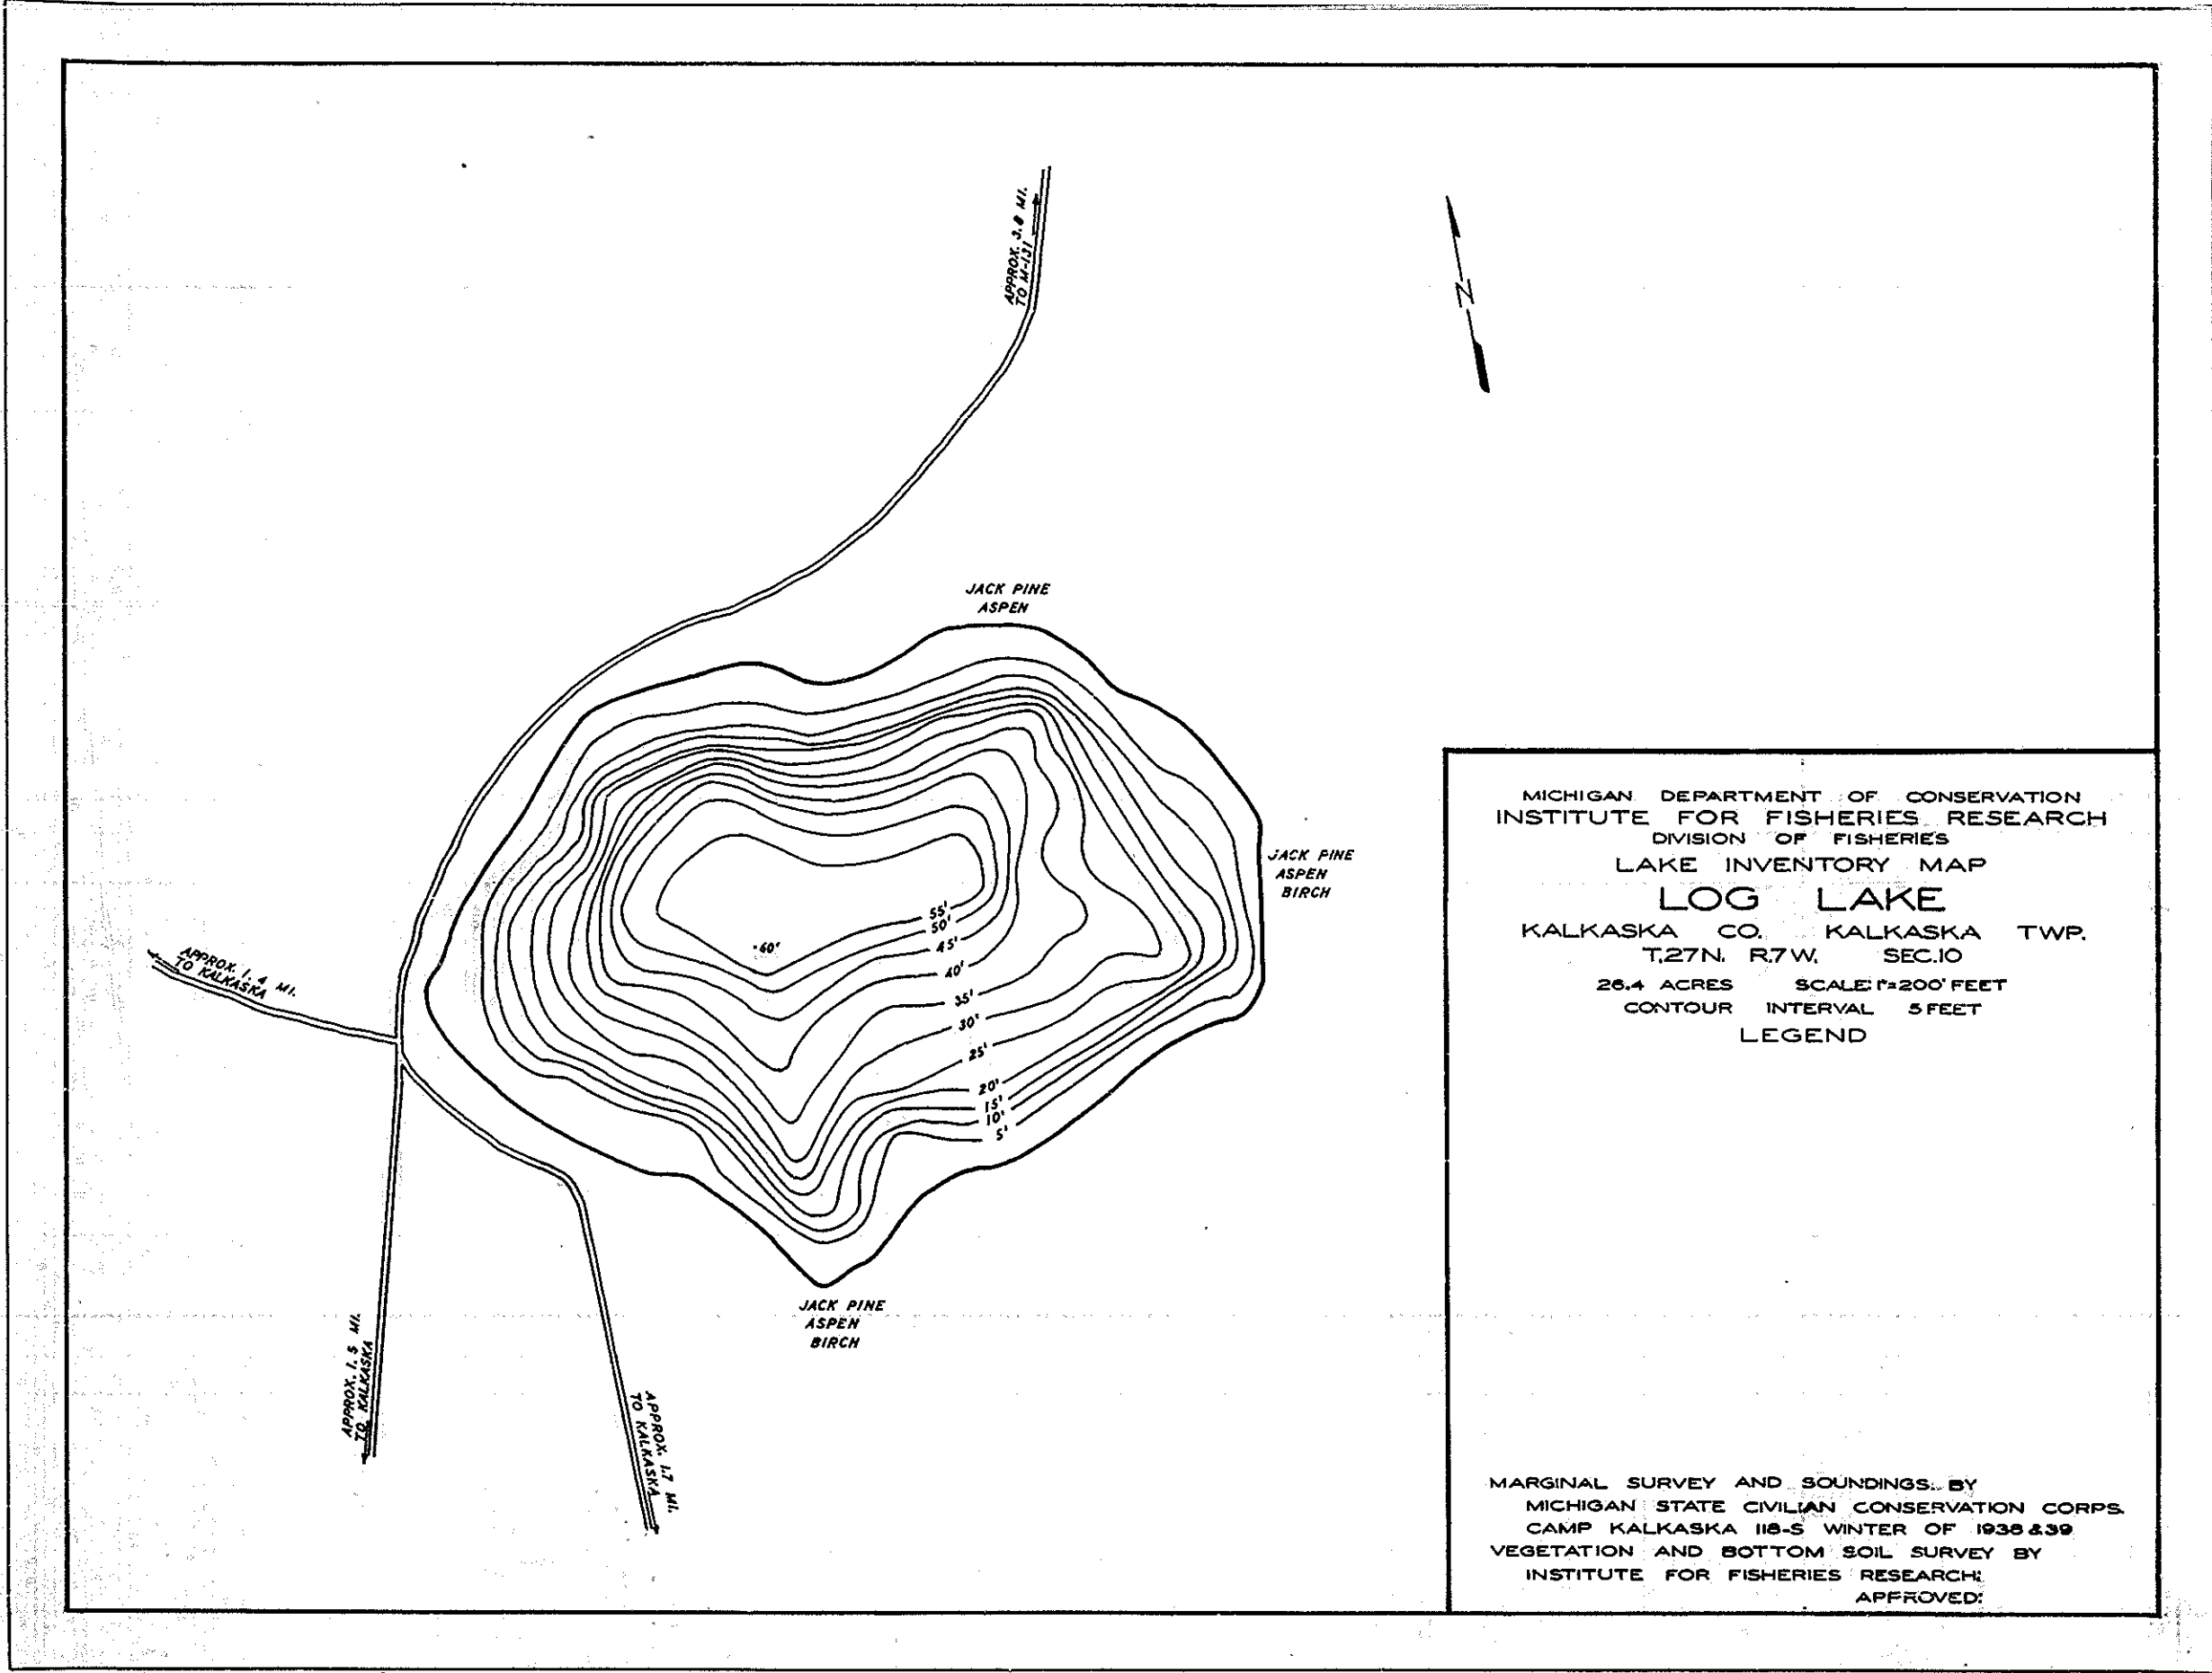 APPROX. 3.8 MI.
TO M-131
N
JACK PINE
ASPEN
JACK PINE
ASPEN
BIRCH
APPROX. 1.4 MI.
TO KALKASKA
55'
50'
45'
60'
40'
35'
30'
25'
20'
15'
10'
5'
JACK PINE
ASPEN
BIRCH
APPROX. 1.5 MI.
TO KALKASKA
APPROX. 1.7 MI.
TO KALKASKA
MICHIGAN DEPARTMENT OF CONSERVATION
INSTITUTE FOR FISHERIES RESEARCH
DIVISION OF FISHERIES
LAKE INVENTORY MAP
LOG LAKE
KALKASKA CO. KALKASKA TWP.
T.27N. R.7W. SEC.10
26.4 ACRES SCALE: 1"=200' FEET
CONTOUR INTERVAL 5 FEET
LEGEND
MARGINAL SURVEY AND SOUNDINGS BY
MICHIGAN STATE CIVILIAN CONSERVATION CORPS.
CAMP KALKASKA 118-S WINTER OF 1938 & 39
VEGETATION AND BOTTOM SOIL SURVEY BY
INSTITUTE FOR FISHERIES RESEARCH:
APPROVED: